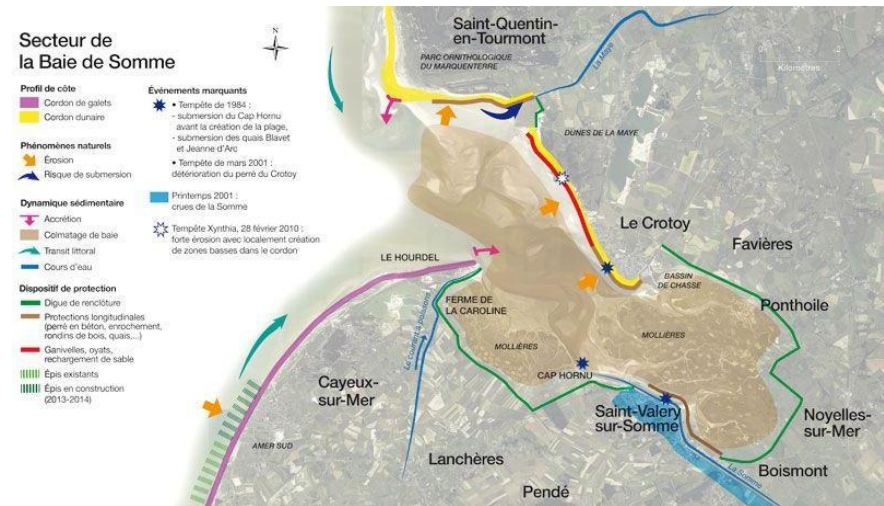 Secteur de
la Baie de Somme
N
Profil de côte
Cordon de galets
Cordon dunaire
Phénomènes naturels
Érosion
Risque de submersion
Dynamique sédimentaire
Accrétion
Colmatage de baie
Transit littoral
Cours d'eau
Dispositif de protection
Digue de renclôture
Protections longitudinales
(perré en béton, enrochement,
rondins de bois, quais,...)
Ganivelles, oyats,
rechargement de sable
Épis existants
Épis en construction
(2013-2014)
Événements marquants
• Tempête de 1984 :
- submersion du Cap Hornu
avant la création de la plage,
- submersion des quais Blavet
et Jeanne d'Arc
• Tempête de mars 2001 :
détérioration du perré du Crotoy
Printemps 2001 :
crues de la Somme
Tempête Xynthia, 28 février 2010 :
forte érosion avec localement création
de zones basses dans le cordon
Saint-Quentin-
en-Tourmont
PARC ORNITHOLOGIQUE
DU MARQUENTERRE
La Maye
Kilomètres
DUNES DE LA MAYE
Le Crotoy
Favières
LE HOURDEL
BASSIN
DE CHASSE
Ponthoile
FERME DE
LA CAROLINE
Le courant à poissons
MOLLIÈRES
MOLLIÈRES
CAP HORNU
Cayeux-
sur-Mer
Saint-Valery
sur-Somme
Noyelles-
sur-Mer
AMER SUD
Lanchères
La Somme
Boismont
Pendé